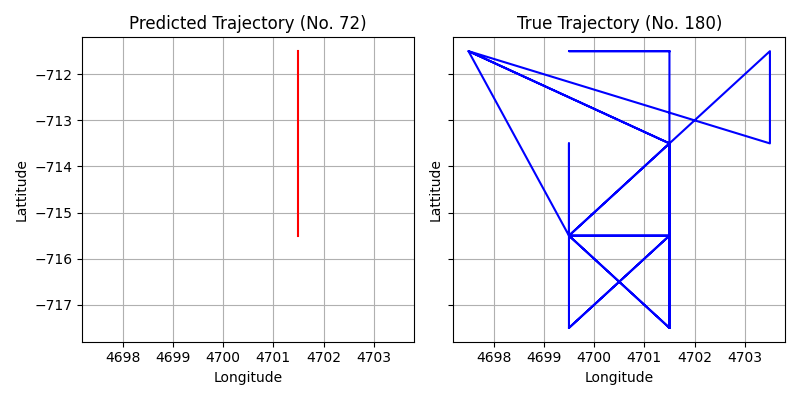 Predicted Trajectory (No. 72)
True Trajectory (No. 180)
Lattitude
−712
−713
−714
−715
−716
−717
4698 4699 4700 4701 4702 4703
Longitude
Lattitude
4698 4699 4700 4701 4702 4703
Longitude